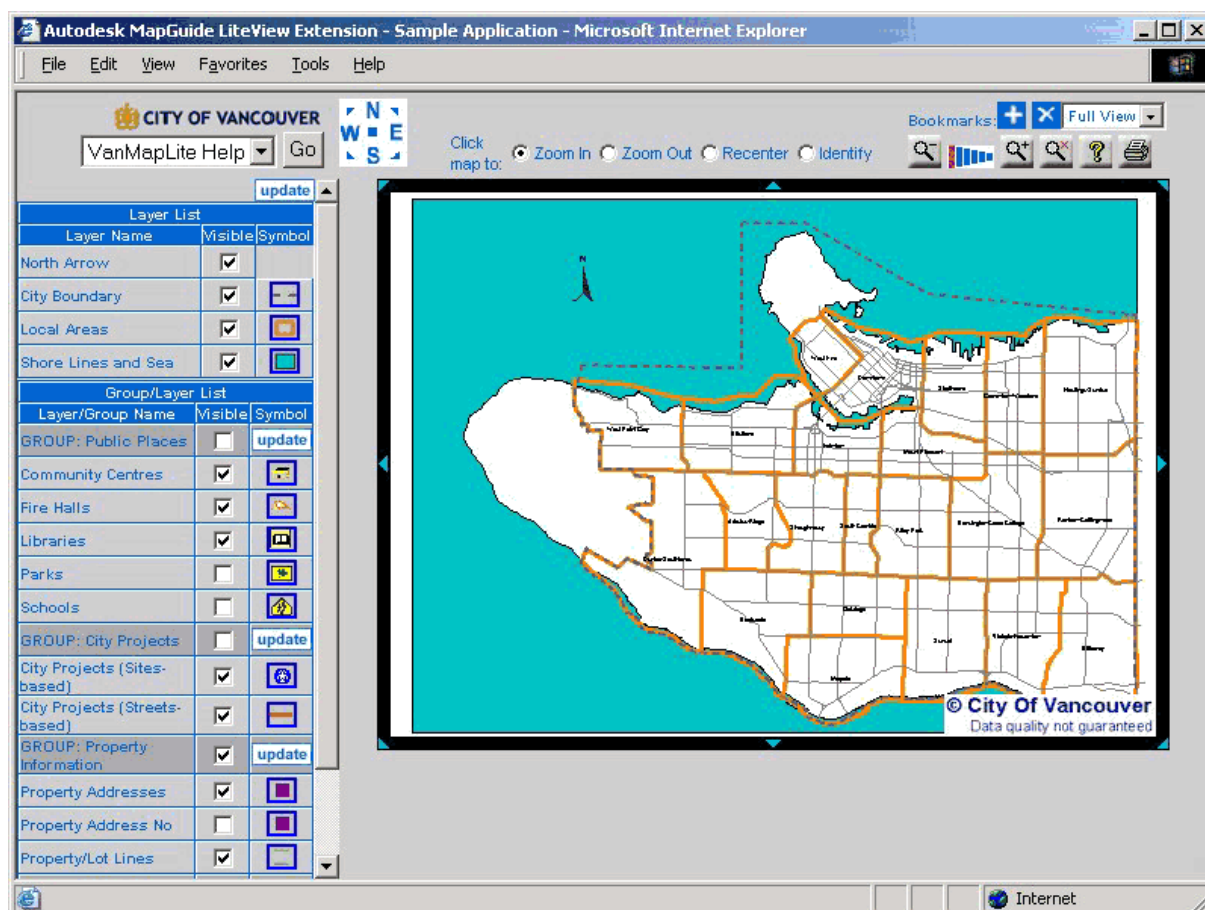 Autodesk MapGuide LiteView Extension - Sample Application - Microsoft Internet Explorer
File Edit View Favorites Tools Help
CITY OF VANCOUVER
VanMapLite Help Go
N
W E
S
Click map to: Zoom In Zoom Out Recenter Identify
Bookmarks: Full View
update
Layer List
Layer Name Visible Symbol
North Arrow
City Boundary
Local Areas
Shore Lines and Sea
Group/Layer List
Layer/Group Name Visible Symbol
GROUP: Public Places update
Community Centres
Fire Halls
Libraries
Parks
Schools
GROUP: City Projects update
City Projects (Sites-
based)
City Projects (Streets-
based)
GROUP: Property
Information update
Property Addresses
Property Address No
Property/Lot Lines
N
West Point Grey
Downtown
© City Of Vancouver
Data quality not guaranteed
Internet